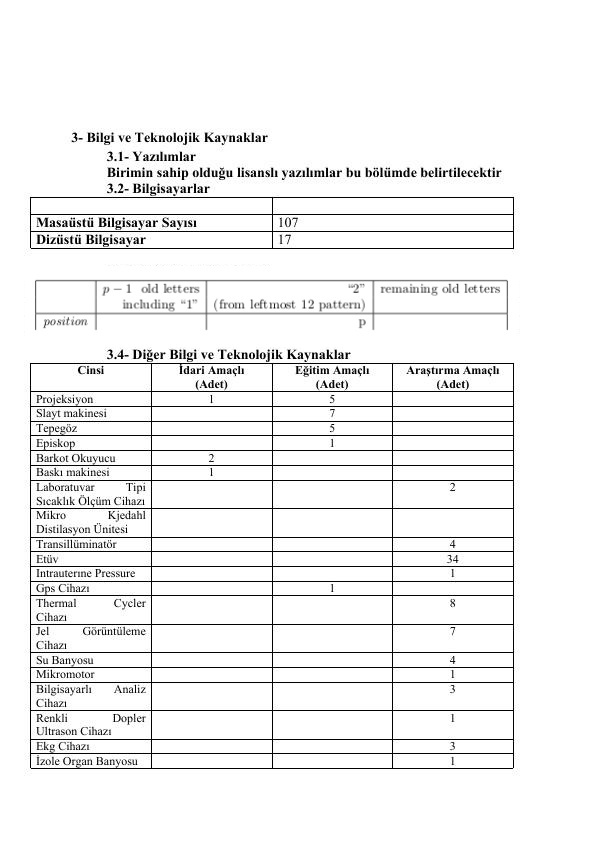 3- Bilgi ve Teknolojik Kaynaklar
3.1- Yazılımlar
Birimin sahip olduğu lisanslı yazılımlar bu bölümde belirtilecektir
3.2- Bilgisayarlar
Masaüstü Bilgisayar Sayısı 107
Dizüstü Bilgisayar 17
p − 1 old letters “2” remaining old letters
including “1” (from leftmost 12 pattern)
position p
3.4- Diğer Bilgi ve Teknolojik Kaynaklar
Cinsi İdari Amaçlı Eğitim Amaçlı Araştırma Amaçlı
(Adet) (Adet) (Adet)
Projeksiyon 1 5
Slayt makinesi 7
Tepegöz 5
Episkop 1
Barkot Okuyucu 2
Baskı makinesi 1
Laboratuvar Tipi 2
Sıcaklık Ölçüm Cihazı
Mikro Kjedahl
Distilasyon Ünitesi
Transillüminatör 4
Etüv 34
Intrauterıne Pressure 1
Gps Cihazı 1
Thermal Cycler 8
Cihazı
Jel Görüntüleme 7
Cihazı
Su Banyosu 4
Mikromotor 1
Bilgisayarlı Analiz 3
Cihazı
Renkli Dopler 1
Ultrason Cihazı
Ekg Cihazı 3
İzole Organ Banyosu 1